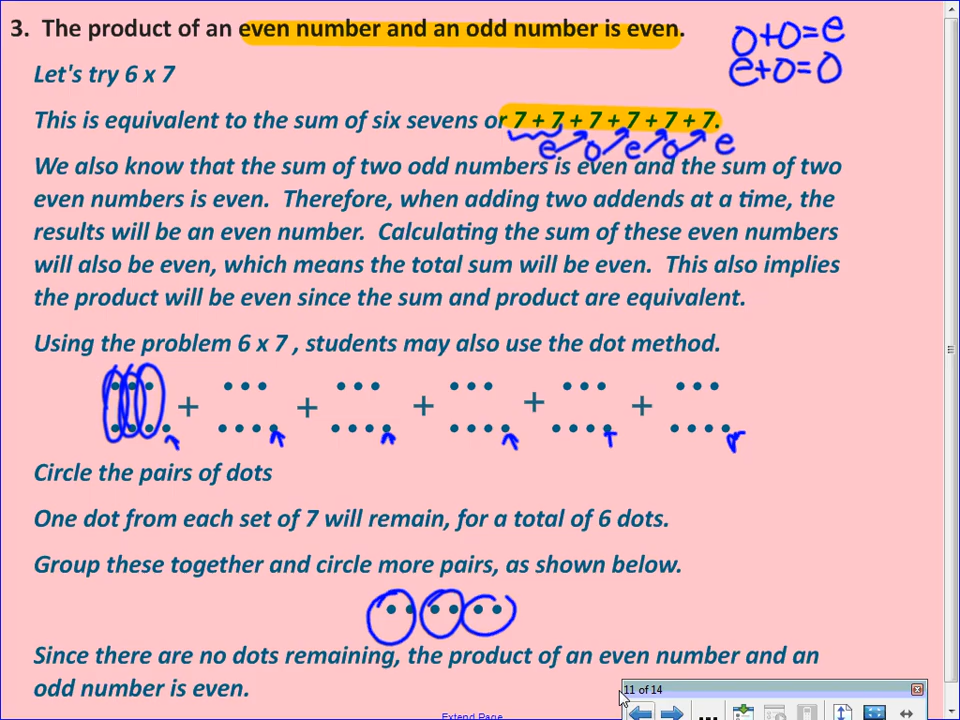 3. The product of an even number and an odd number is even.
o+o=e
Let's try 6 x 7
e+o=o
This is equivalent to the sum of six sevens or 7 + 7 + 7 + 7 + 7 + 7.
e o e o e
We also know that the sum of two odd numbers is even and the sum of two
even numbers is even. Therefore, when adding two addends at a time, the
results will be an even number. Calculating the sum of these even numbers
will also be even, which means the total sum will be even. This also implies
the product will be even since the sum and product are equivalent.
Using the problem 6 x 7 , students may also use the dot method.
+ + + + +
Circle the pairs of dots
One dot from each set of 7 will remain, for a total of 6 dots.
Group these together and circle more pairs, as shown below.
Since there are no dots remaining, the product of an even number and an
odd number is even.
11 of 14
Extend Page